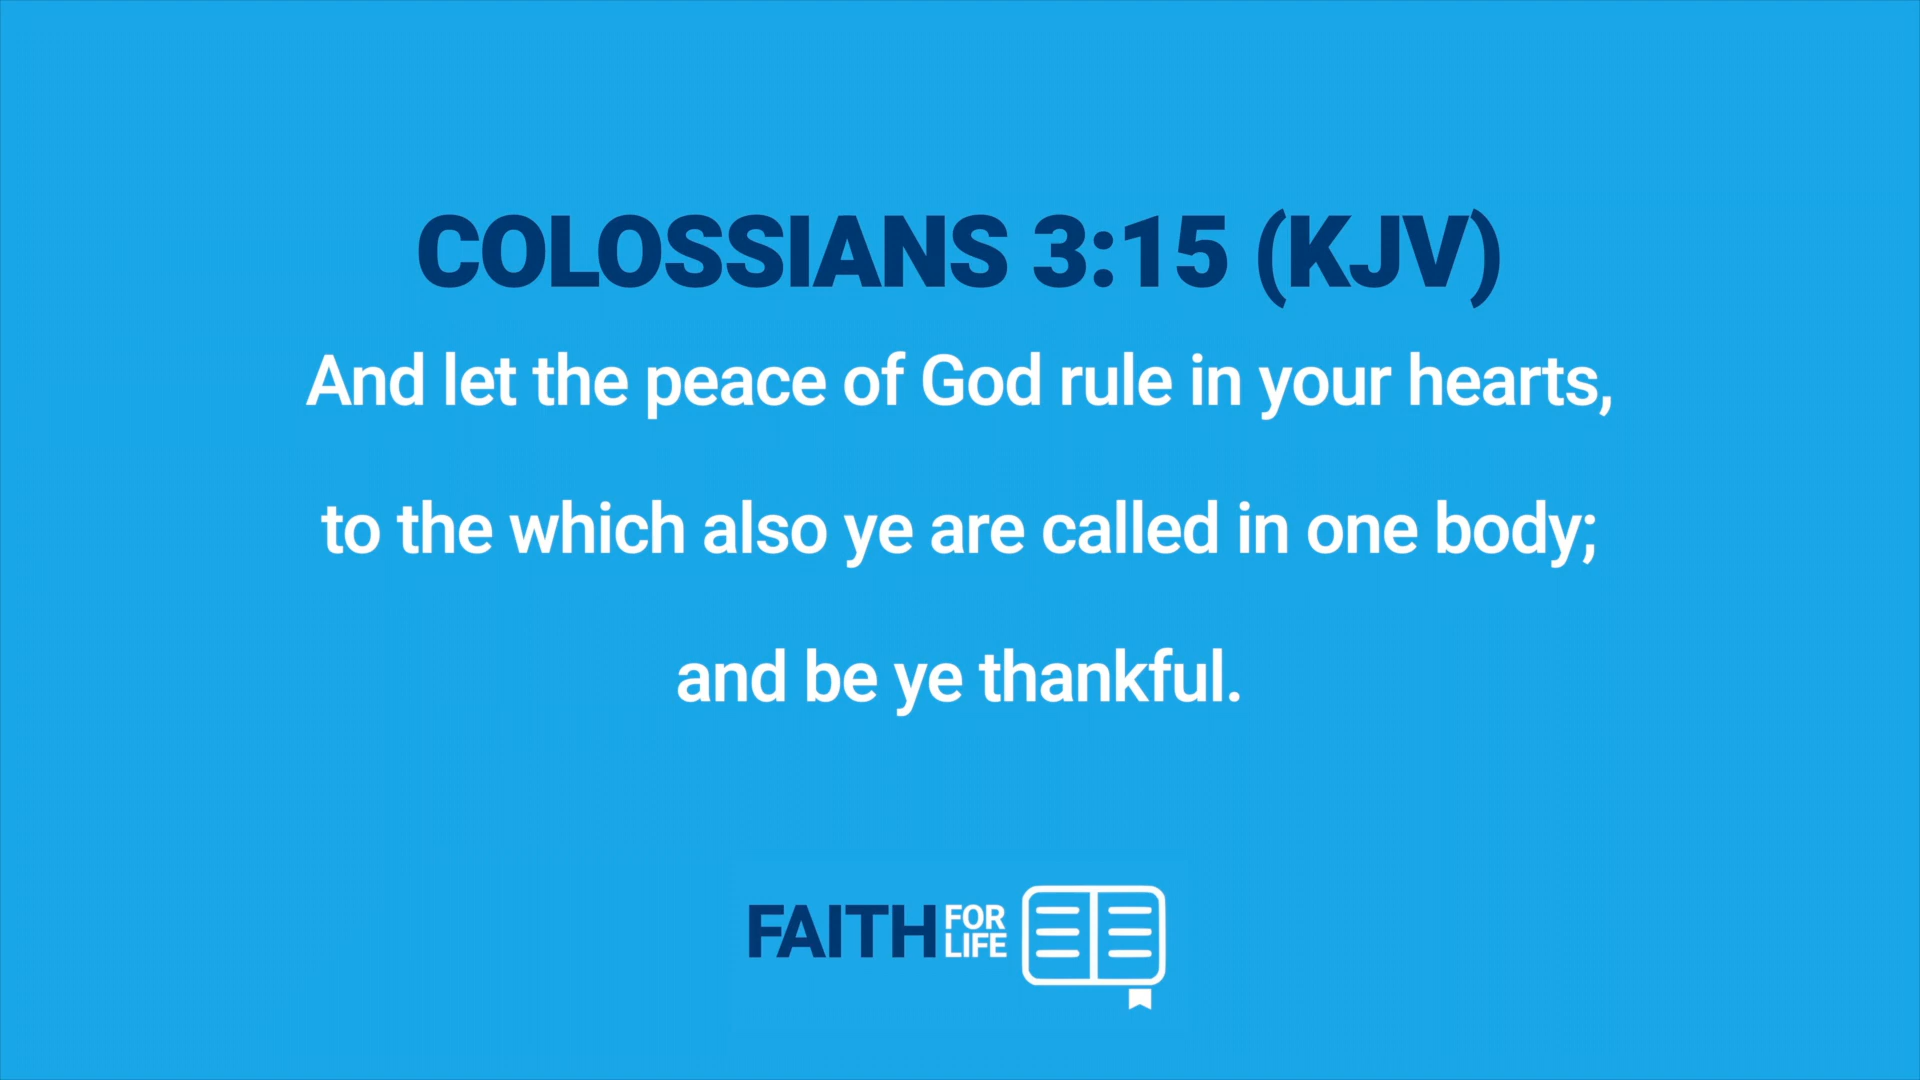 COLOSSIANS 3:15 (KJV)
And let the peace of God rule in your hearts,
to the which also ye are called in one body;
and be ye thankful.
FAITH FOR LIFE